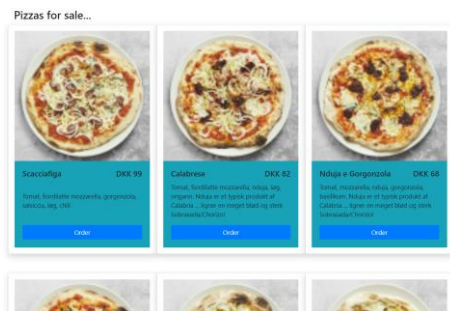 Pizzas for sale...
Scacciafiga DKK 99
Tomat, fiordilatte mozzarella, gorgonzola,
salsiccia, løg, chili
Order
Calabrese DKK 62
Tomat, fiordilatte mozzarella, nduja, løg,
origano. Nduja er et typisk produkt af
Calabria ... ligner en meget blød og stærk
Sobrasada/Chorizo!
Order
Nduja e Gorgonzola DKK 68
Tomat, mozzarella, nduja, gorgonzola,
basilikum. Nduja er et typisk produkt af
Calabria ... ligner en meget blød og stærk
Sobrasada/Chorizo!
Order